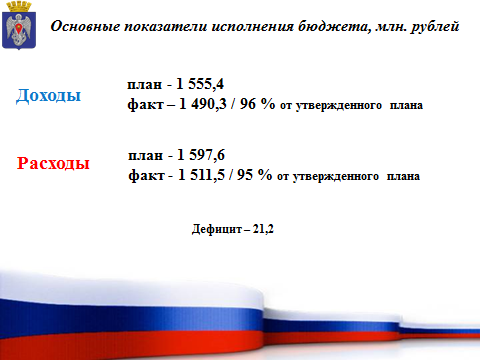 Основные показатели исполнения бюджета, млн. рублей
Доходы
план - 1 555,4
факт – 1 490,3 / 96 % от утвержденного плана
Расходы
план - 1 597,6
факт - 1 511,5 / 95 % от утвержденного плана
Дефицит – 21,2